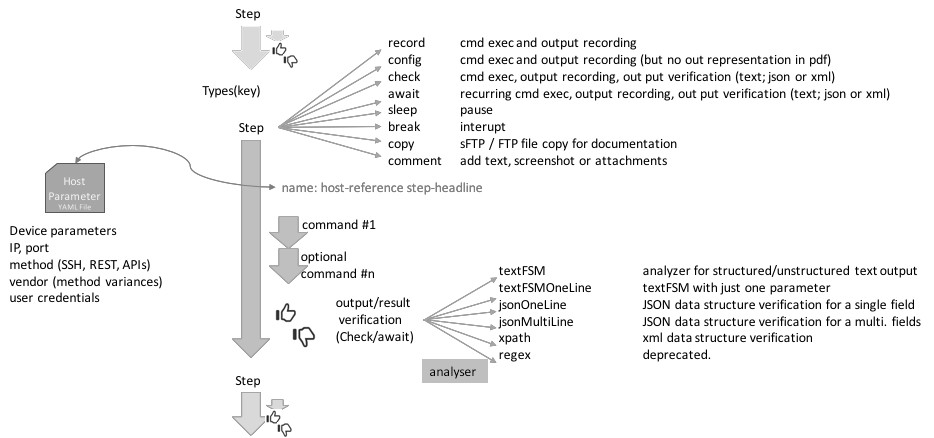 Step
Types(key)
record cmd exec and output recording
config cmd exec and output recording (but no out representation in pdf)
check cmd exec, output recording, out put verification (text; json or xml)
await recurring cmd exec, output recording, out put verification (text; json or xml)
sleep pause
break interupt
copy sFTP / FTP file copy for documentation
comment add text, screenshot or attachments
Step
name: host-reference step-headline
Host
Parameter
YAML File
Device parameters
IP, port
method (SSH, REST, APIs)
vendor (method variances)
user credentials
command #1
optional
command #n
output/result
verification
(Check/await)
textFSM analyzer for structured/unstructured text output
textFSMOneLine textFSM with just one parameter
jsonOneLine JSON data structure verification for a single field
jsonMultiLine JSON data structure verification for a multi. fields
xpath xml data structure verification
regex deprecated.
analyser
Step